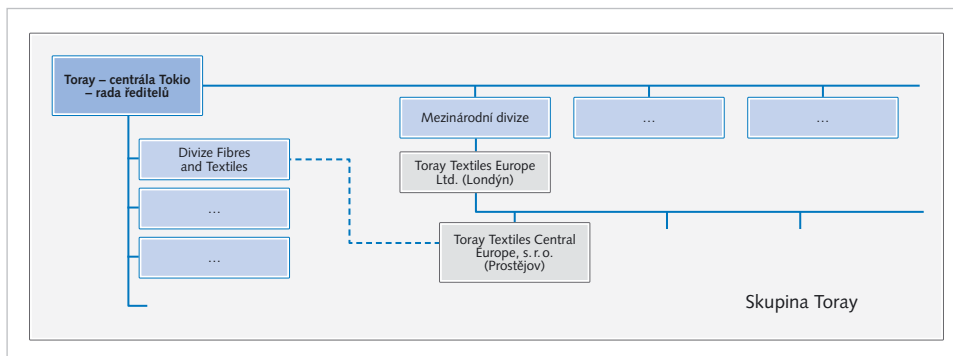 Toray – centrála Tokio
– rada ředitelů
Mezinárodní divize
…
…
Divize Fibres
and Textiles
Toray Textiles Europe
Ltd. (Londýn)
…
Toray Textiles Central
Europe, s. r. o.
(Prostějov)
…
Skupina Toray